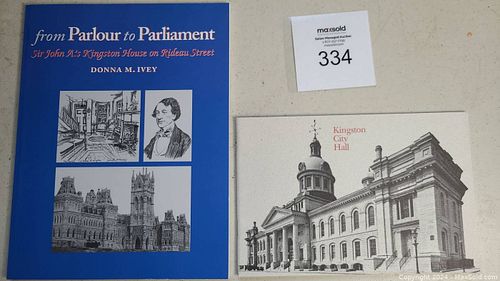 from Parlour to Parliament
Sir John A.'s Kingston House on Rideau Street
DONNA M. IVEY
maxsold
334
Kingston
City
Hall
Copyright 2024 - MaxSold.com